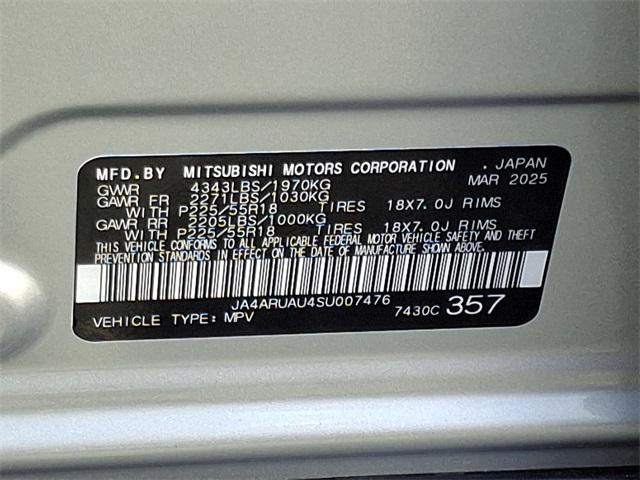 MFD.BY MITSUBISHI MOTORS CORPORATION . JAPAN
GVWR 4343LBS/1970KG MAR 2025
GAWR FR 2271LBS/1030KG
WITH P225/55R18 TIRES 18X7.0J RIMS
GAWR RR 2205LBS/1000KG
WITH P225/55R18 TIRES 18X7.0J RIMS
THIS VEHICLE CONFORMS TO ALL APPLICABLE FEDERAL MOTOR VEHICLE SAFETY AND THEFT
PREVENTION STANDARDS IN EFFECT ON THE DATE OF MANUFACTURE SHOWN ABOVE.
JA4ARUAU4SU007476
VEHICLE TYPE: MPV 7430C 357